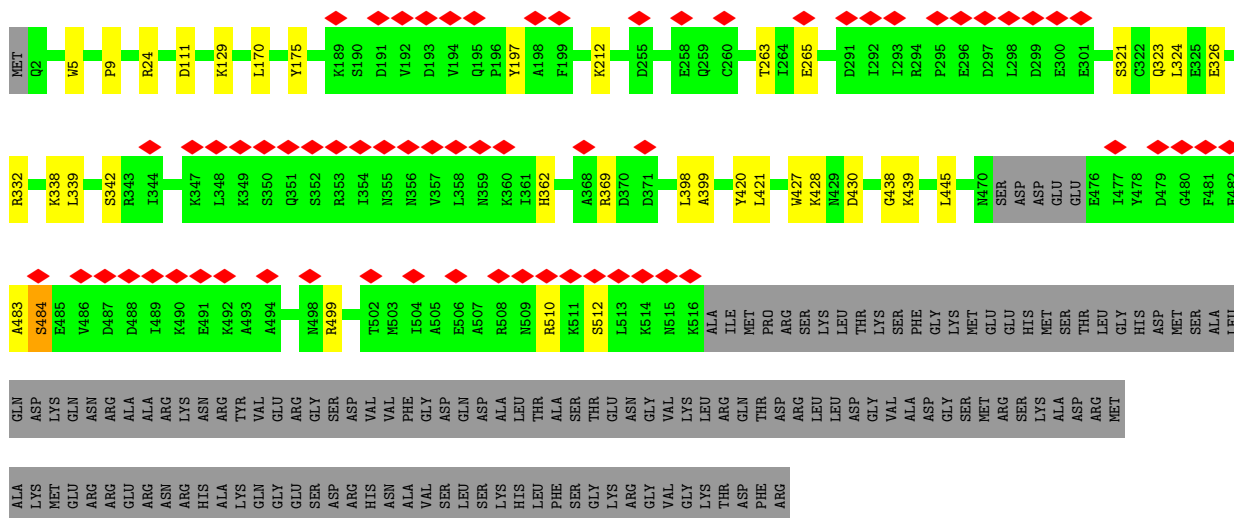 MET Q2 W5 P9 R24 D111 K129 L170 Y175 K189 S190 D191 V192 D193 V194 Q195 P196 Y197 A198 F199 K212 D255 E258 Q259 C260 T263 I264 E265 D291 I292 I293 R294 P295 E296 D297 L298 D299 E300 E301 S321 C322 Q323 L324 E325 E326
R332 K338 L339 S342 R343 I344 K347 L348 K349 S350 Q351 S352 R353 I354 N355 N356 V357 L358 N359 K360 I361 H362 A368 R369 D370 D371 L398 A399 Y420 L421 W427 K428 N429 D430 G438 K439 L445 N470 SER ASP ASP GLU GLU E476 I477 Y478 D479 G480 F481
A483 S484 E485 V486 D487 D488 I489 K490 E491 K492 A493 A494 N498 R499 T502 M503 I504 A505 E506 A507 R508 N509 R510 K511 S512 L513 K514 N515 K516 ALA ILE MET PRO ARG SER LYS LEU THR LYS SER PHE GLY LYS MET GLU GLU HIS MET SER THR LEU GLY HIS ASP MET SER ALA LEU
GLN ASP LYS GLN ASN ARG ALA ALA ARG LYS ASN ARG TYR VAL GLU ARG GLY SER ASP VAL VAL PHE GLY ASP GLN ASP ALA LEU THR ALA SER THR GLU ASN GLY VAL LYS LEU ARG GLN THR ASP ARG LEU LEU ASP GLY VAL ALA ASP GLY SER MET ARG SER LYS ALA ASP ARG MET
ALA LYS MET GLU ARG ARG GLU ARG ASN ARG HIS ALA LYS GLN GLY GLU SER ASP ARG HIS ASN ALA VAL SER LEU SER LYS HIS LEU PHE SER GLY LYS ARG GLY VAL GLY LYS THR ASP PHE ARG